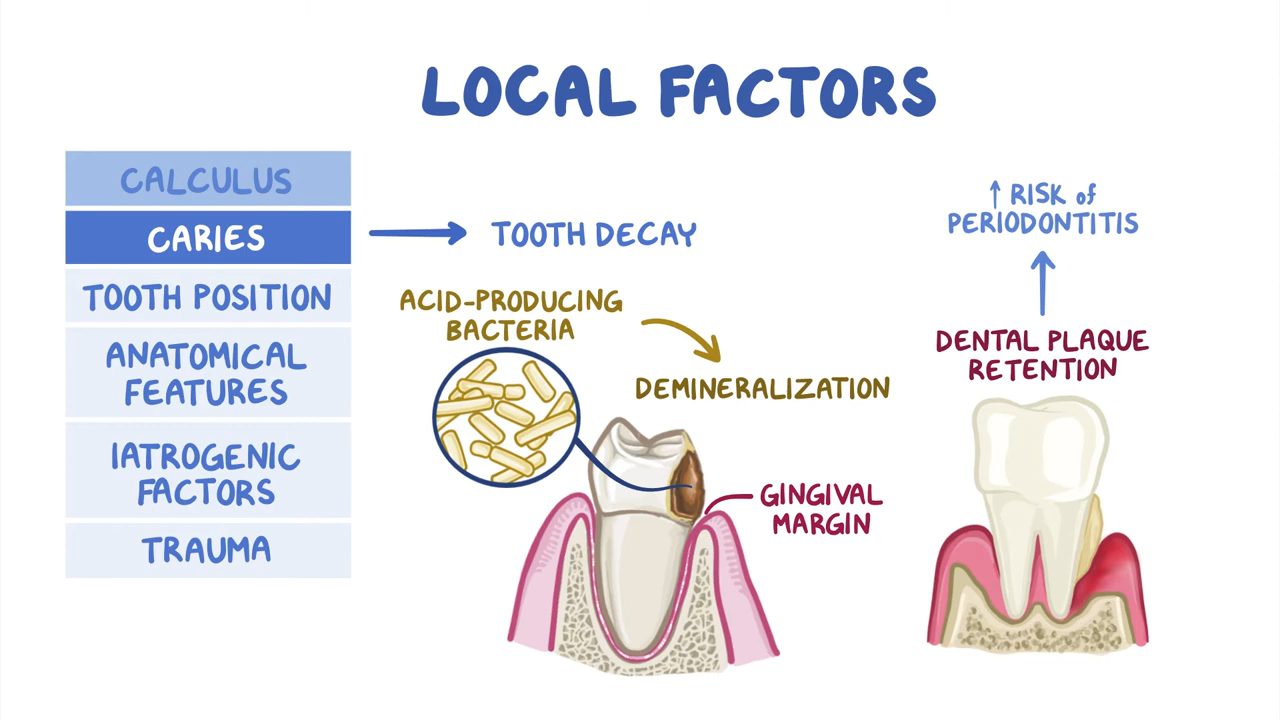 LOCAL FACTORS
CALCULUS
CARIES
TOOTH POSITION
ANATOMICAL
FEATURES
IATROGENIC
FACTORS
TRAUMA
TOOTH DECAY
ACID-PRODUCING
BACTERIA
DEMINERALIZATION
GINGIVAL
MARGIN
↑ RISK of
PERIODONTITIS
DENTAL PLAQUE
RETENTION